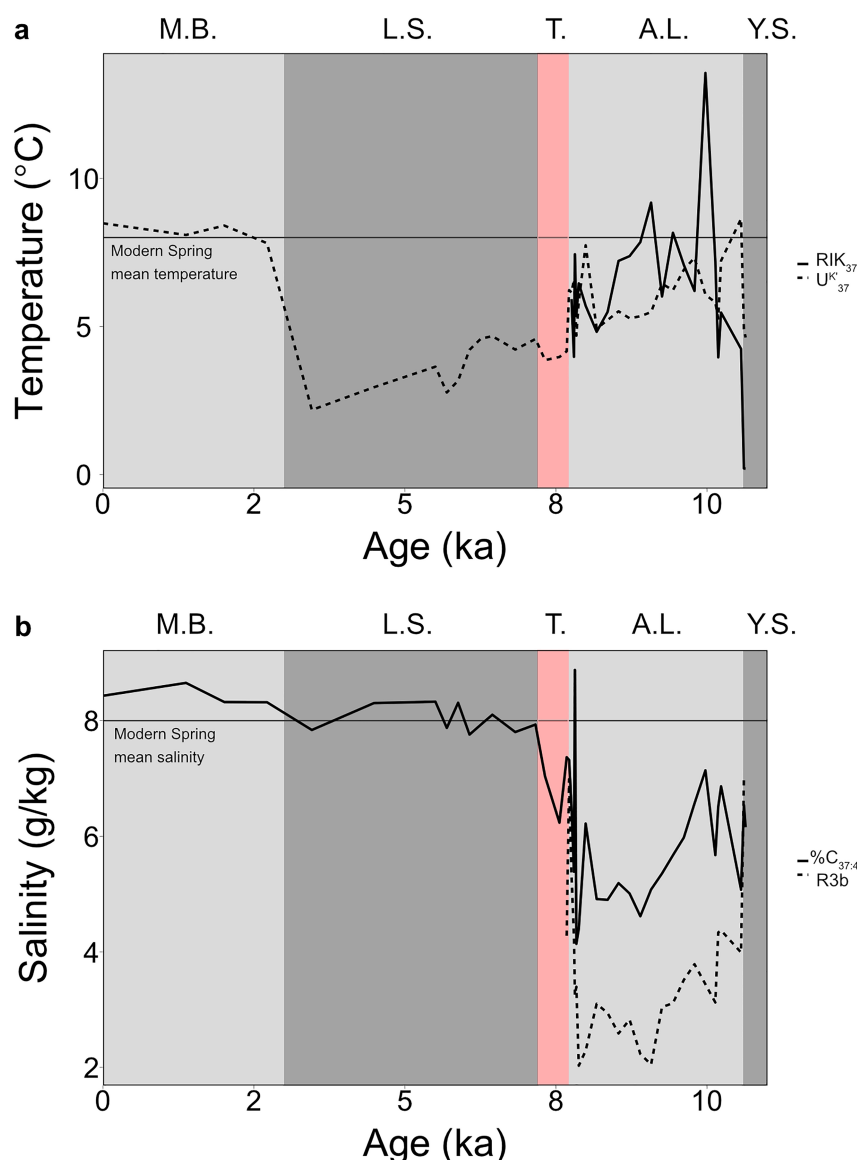 a
M.B. L.S. T. A.L. Y.S.
Temperature (°C)
10
5
0
Modern Spring
mean temperature
RIK37
UK'37
0 2 5 8 10
Age (ka)
b
M.B. L.S. T. A.L. Y.S.
Salinity (g/kg)
8
6
4
2
Modern Spring
mean salinity
%C37:4
R3b
0 2 5 8 10
Age (ka)